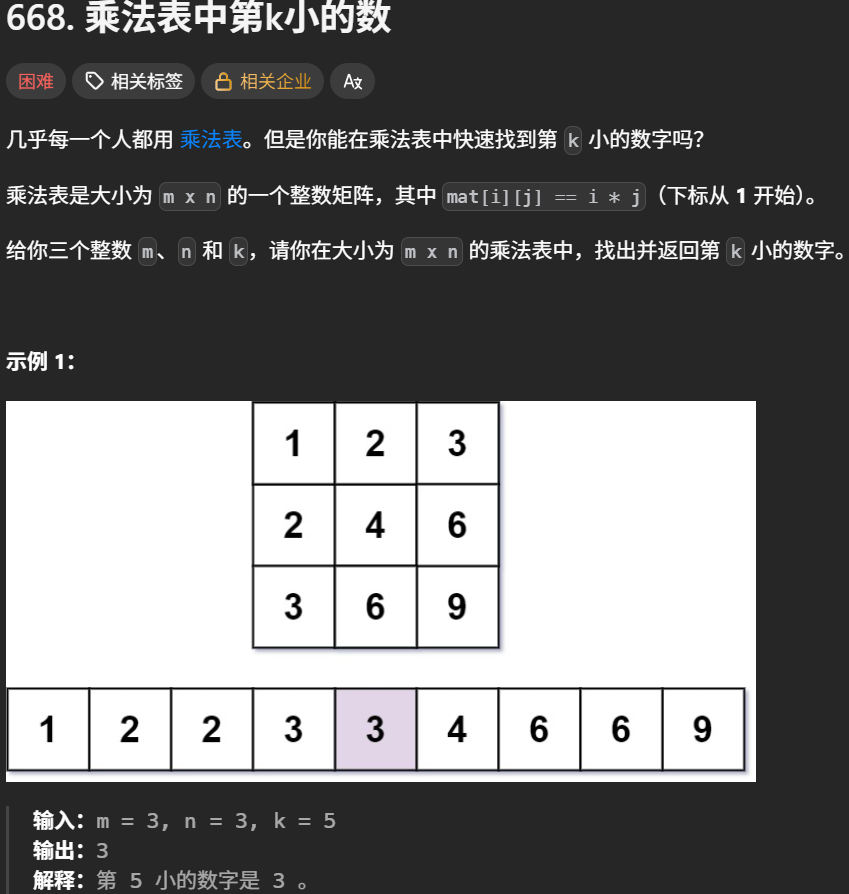 668. 乘法表中第k小的数
困难 相关标签 相关企业 A文
几乎每一个人都用 乘法表。但是你能在乘法表中快速找到第 k 小的数字吗？
乘法表是大小为 m x n 的一个整数矩阵，其中 mat[i][j] == i * j（下标从 1 开始）。
给你三个整数 m、n 和 k，请你在大小为 m x n 的乘法表中，找出并返回第 k 小的数字。
示例 1：
1 2 3
2 4 6
3 6 9
1 2 2 3 3 4 6 6 9
输入：m = 3, n = 3, k = 5
输出：3
解释：第 5 小的数字是 3 。